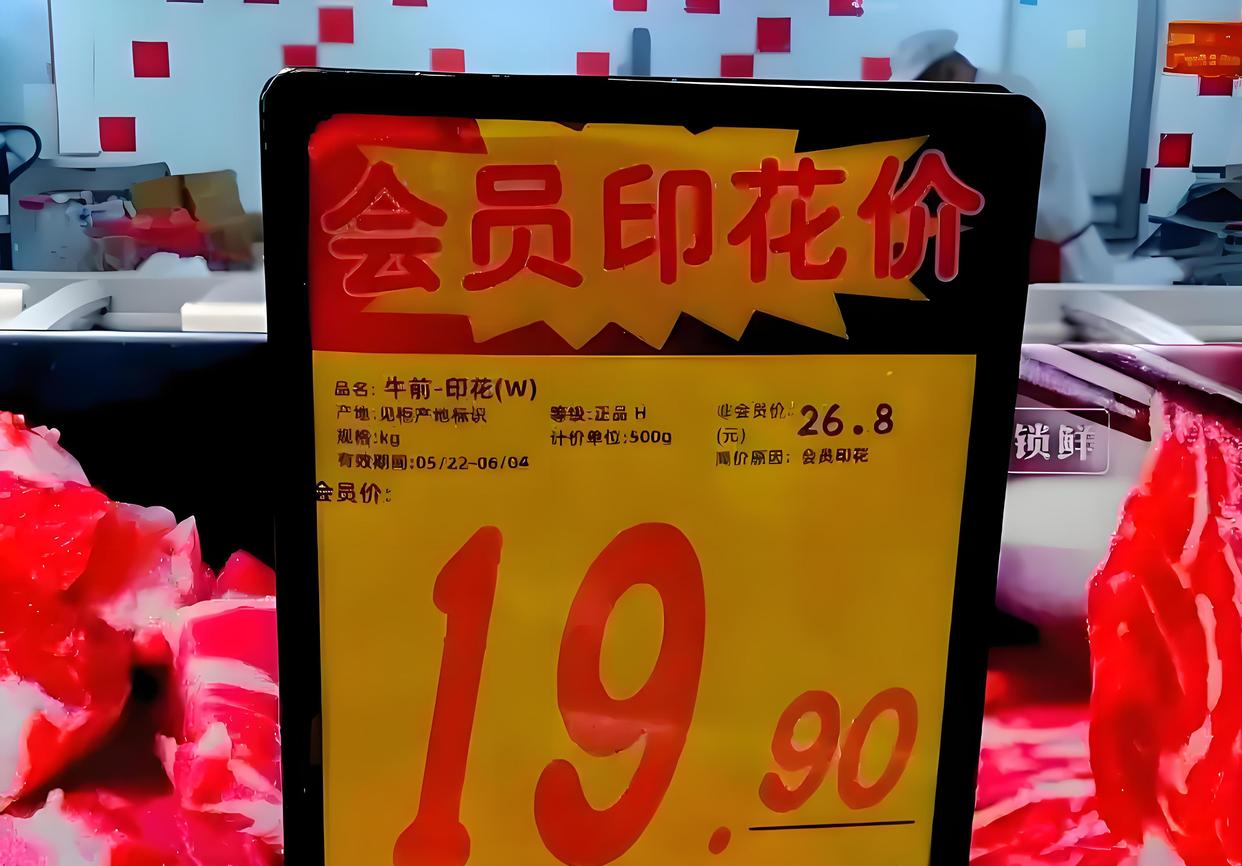 会员印花价
品名: 牛前-印花(W)
产地: 见柜产地标识 等级: 正品 H 非会员价: 26.8
规格: kg 计价单位: 500g (元)
有效期间: 05/22-06/04 调价原因: 会员印花
会员价:
19.90
锁鲜